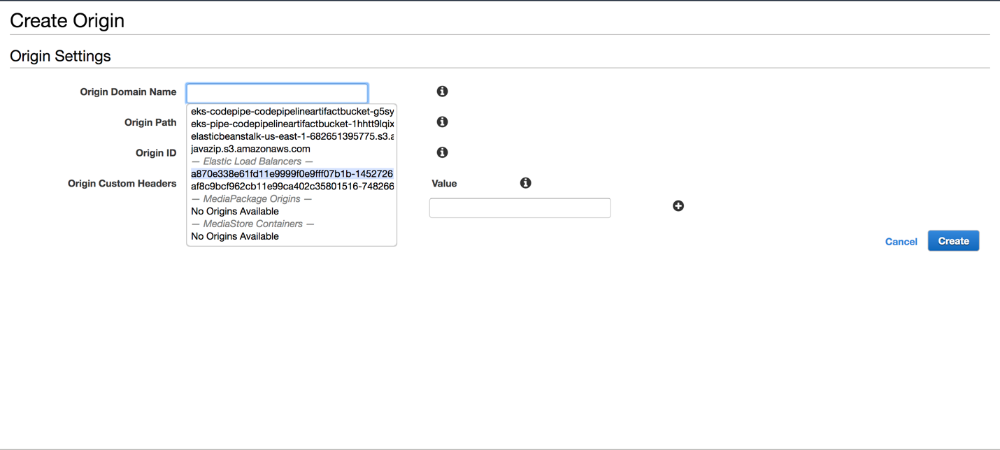 Create Origin
Origin Settings
Origin Domain Name
eks-codepipe-codepipelineartifactbucket-g5sy
Origin Path
eks-pipe-codepipelineartifactbucket-1hhtt9lqix
elasticbeanstalk-us-east-1-682651395775.s3.a
Origin ID
javazip.s3.amazonaws.com
— Elastic Load Balancers —
a870e338e61fd11e9999f0e9fff07b1b-1452726
Origin Custom Headers
af8c9bcf962cb11e99ca402c35801516-748266
Value
— MediaPackage Origins —
No Origins Available
— MediaStore Containers —
No Origins Available
Cancel
Create